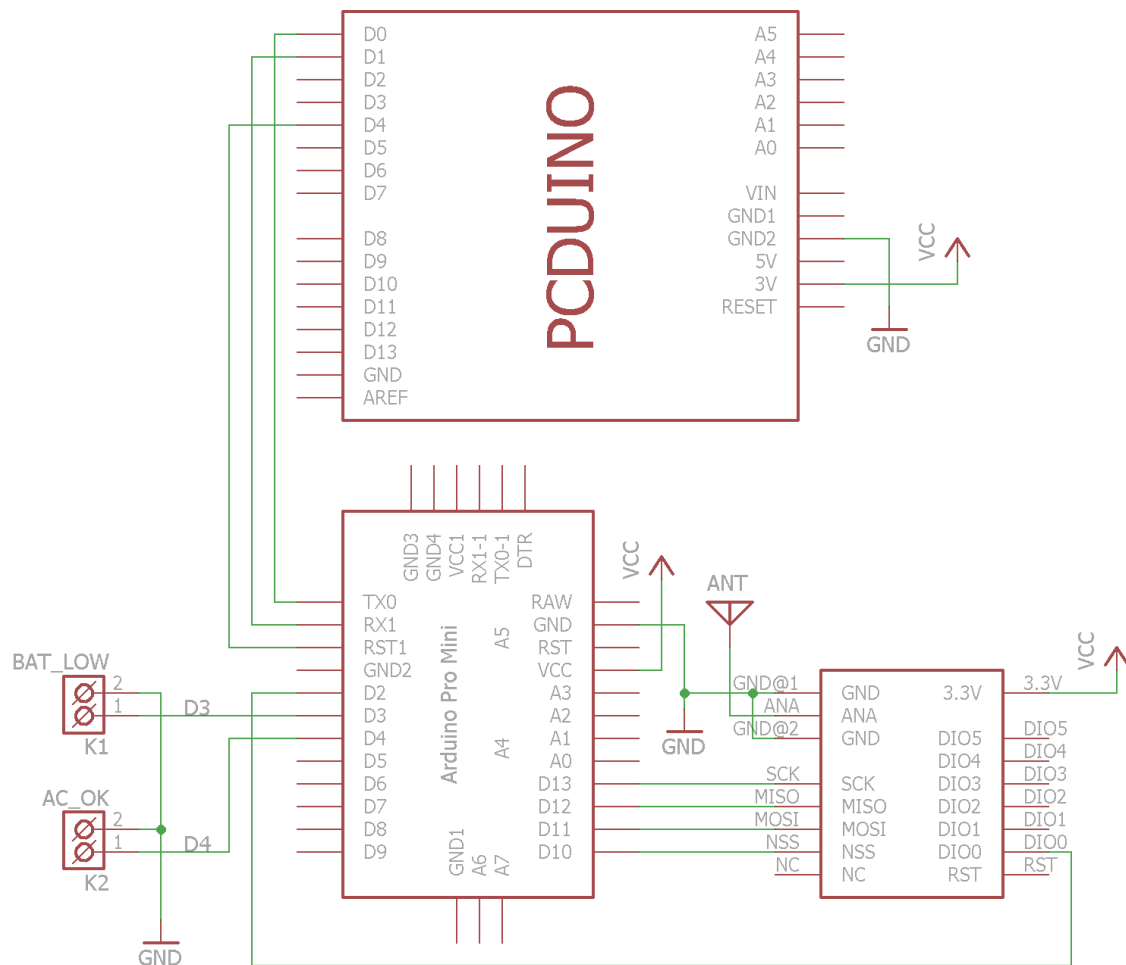 D0
D1
D2
D3
D4
D5
D6
D7
D8
D9
D10
D11
D12
D13
GND
AREF
PCDUINO
A5
A4
A3
A2
A1
A0
VIN
GND1
GND2
5V
3V
RESET
VCC
GND
GND3
GND4
VCC1
RX1-1
TX0-1
DTR
TX0
RX1
RST1
GND2
D2
D3
D4
D5
D6
D7
D8
D9
Arduino Pro Mini
A5
A4
GND1
A6
A7
RAW
GND
RST
VCC
A3
A2
A1
A0
D13
D12
D11
D10
VCC
GND
ANT
BAT_LOW
2
1
K1
D3
AC_OK
2
1
K2
D4
GND
GND@1
ANA
GND@2
SCK
MISO
MOSI
NSS
NC
GND
ANA
GND
SCK
MISO
MOSI
NSS
NC
3.3V
DIO5
DIO4
DIO3
DIO2
DIO1
DIO0
RST
3.3V
DIO5
DIO4
DIO3
DIO2
DIO1
DIO0
RST
VCC